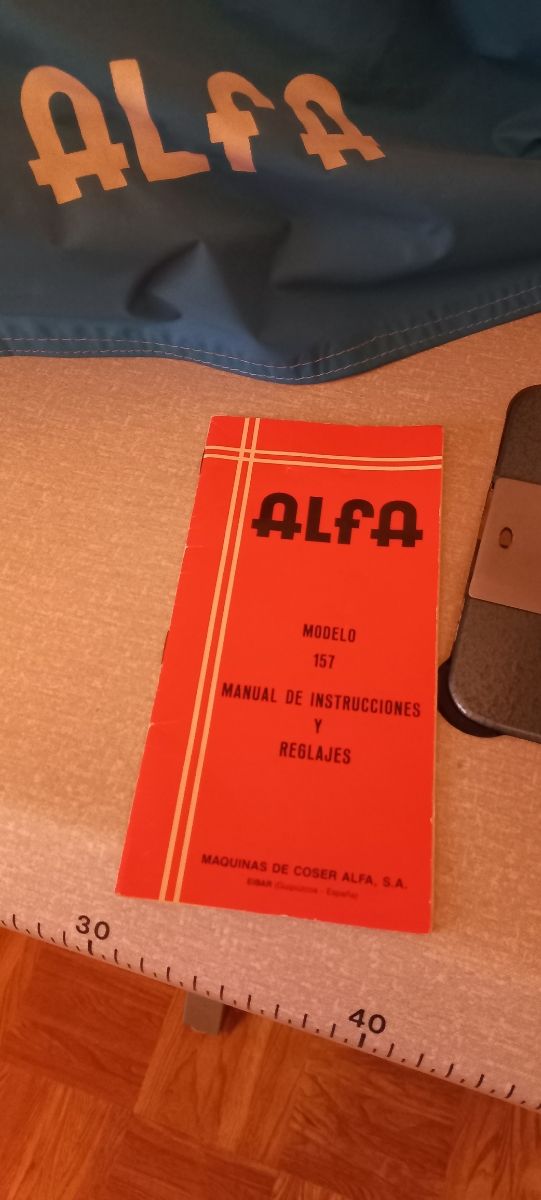 ALFA
ALFA
MODELO
157
MANUAL DE INSTRUCCIONES
Y
REGLAJES
MAQUINAS DE COSER ALFA, S.A.
EIBAR (Guipúzcoa - España)
30
40